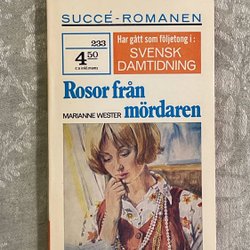 SUCCÉ-ROMANEN
233
4.50
Har gått som följetong i:
SVENSK
DAMTIDNING
Rosor från
MARIANNE WESTER
mördaren